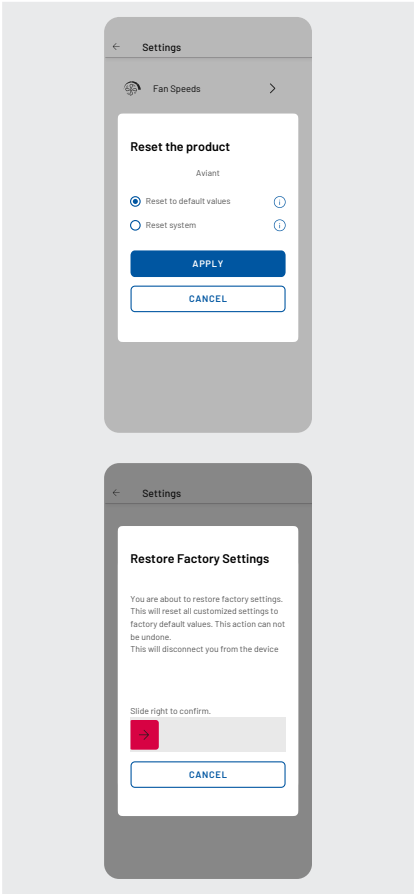 Settings
Fan Speeds
Reset the product
Aviant
Reset to default values
Reset system
APPLY
CANCEL
Settings
Restore Factory Settings
You are about to restore factory settings.
This will reset all customized settings to
factory default values. This action can not
be undone.
This will disconnect you from the device
Slide right to confirm.
CANCEL